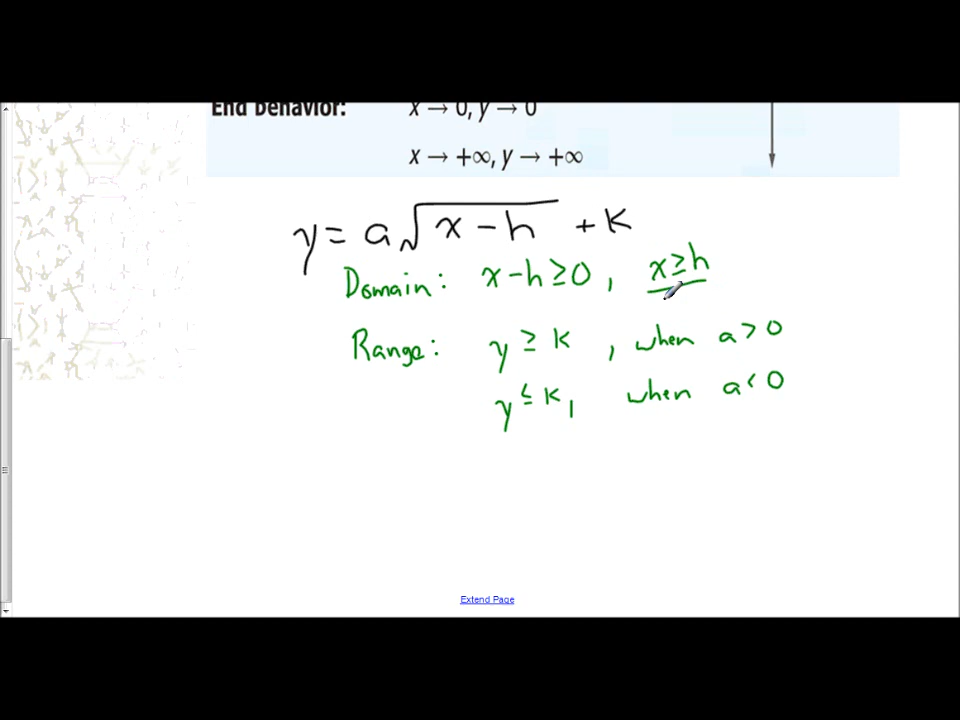 End Behavior: x → 0, y → 0
x → +∞, y → +∞
y = a√(x - h) + k
Domain: x - h ≥ 0, x ≥ h
Range: y ≥ k, when a > 0
y ≤ k, when a < 0
Extend Page